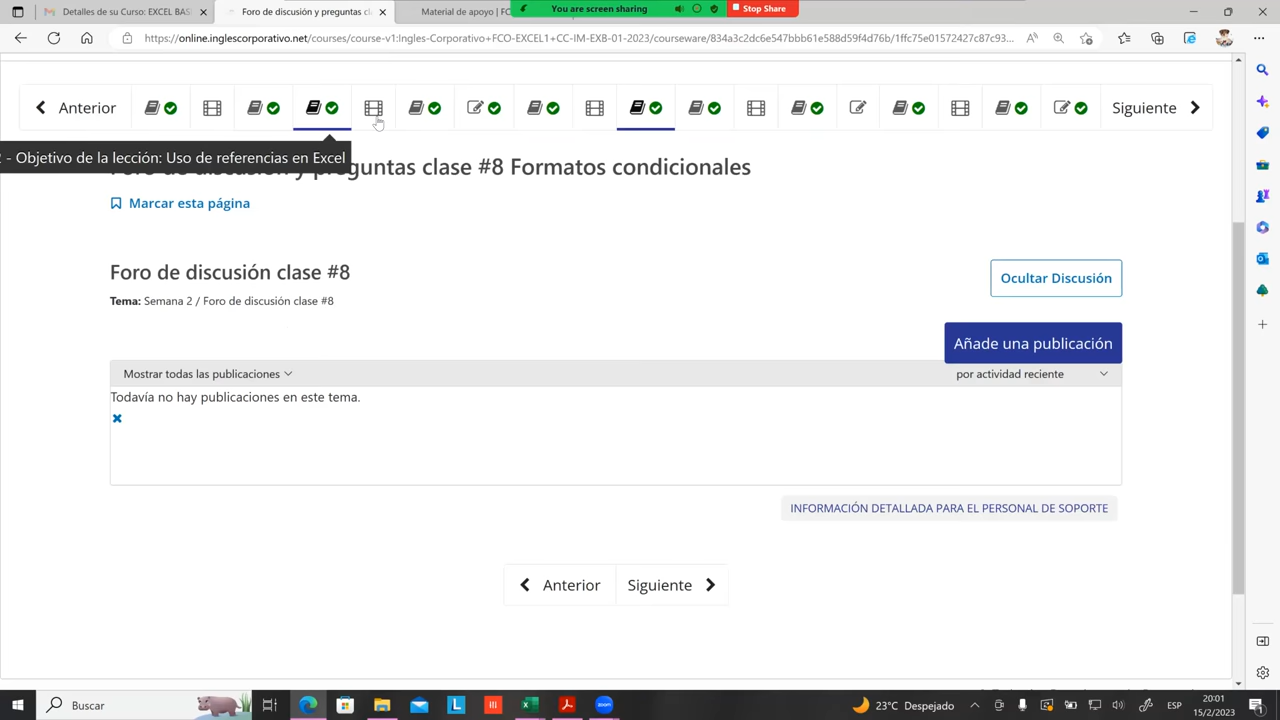 Detalles de su Curso: EXCEL BAS
Foro de discusión y preguntas cl
Material de apoyo | FC
You are screen sharing
Stop Share
https://online.inglescorporativo.net/courses/course-v1:Ingles-Corporativo+FCO-EXCEL1+CC-IM-EXB-01-2023/courseware/834a3c2dc6e547bbb61e588d59f4d76b/1ffc75e01572427c87c93...
Anterior
Siguiente
- Objetivo de la lección: Uso de referencias en Excel
Foro de discusión y preguntas clase #8 Formatos condicionales
Marcar esta página
Foro de discusión clase #8
Ocultar Discusión
Tema: Semana 2 / Foro de discusión clase #8
Añade una publicación
Mostrar todas las publicaciones
por actividad reciente
Todavía no hay publicaciones en este tema.
INFORMACIÓN DETALLADA PARA EL PERSONAL DE SOPORTE
Anterior
Siguiente
Buscar
23°C Despejado
ESP
20:01
15/2/2023